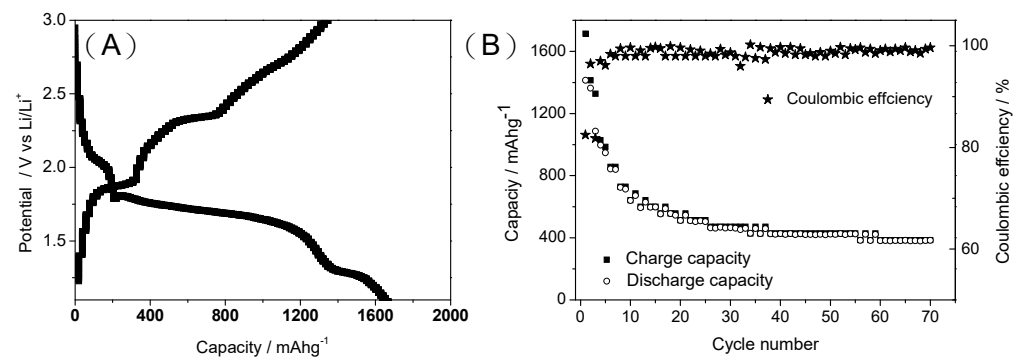 (A)
3.0
2.5
2.0
1.5
Potential / V vs Li/Li+
0
400
800
1200
1600
2000
Capacity / mAhg-1
(B)
1600
1200
800
400
0
Capaciy / mAhg-1
100
80
60
Coulombic effciency / %
Coulombic effciency
Charge capacity
Discharge capacity
0
10
20
30
40
50
60
70
Cycle number